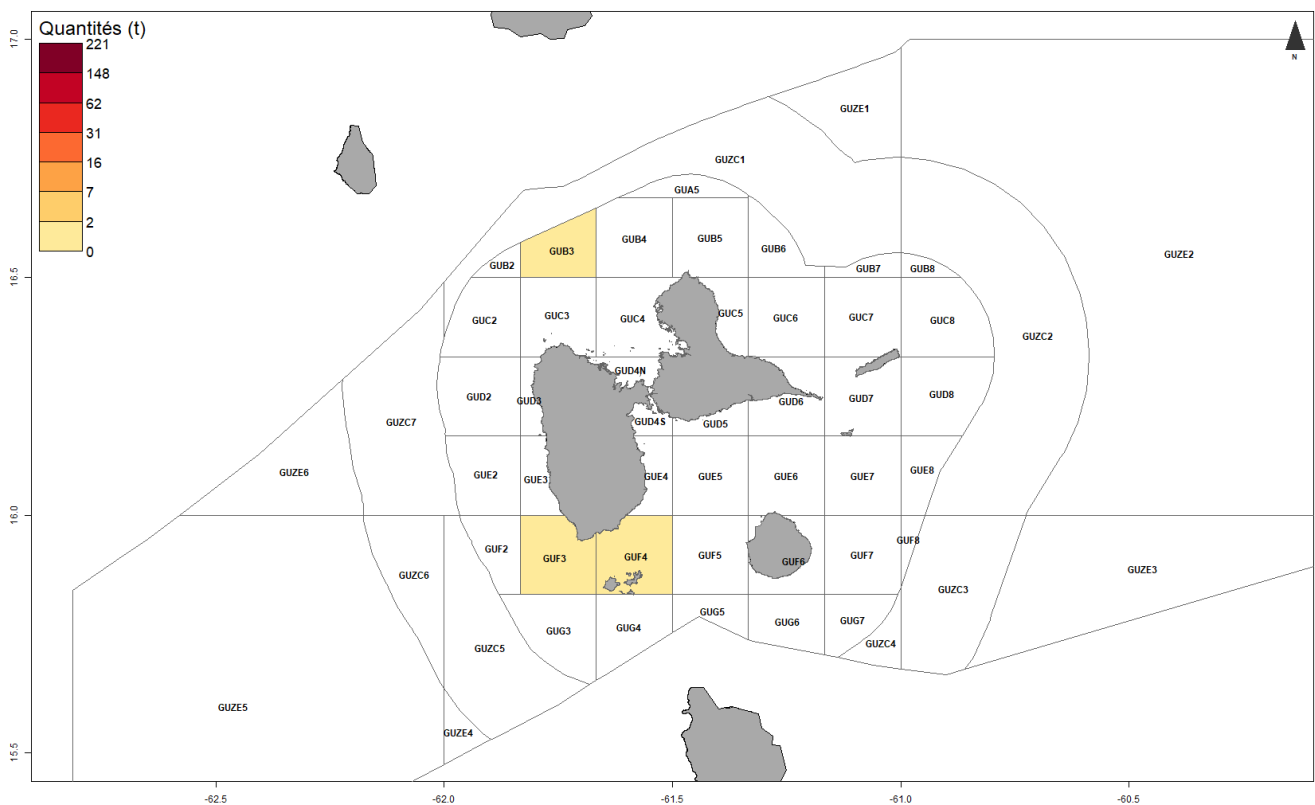 Quantités (t)
221
148
62
31
16
7
2
0
N
17.0
16.5
16.0
15.5
GUZE1
GUZC1
GUA5
GUB4
GUB5
GUB6
GUB3
GUB2
GUB7
GUB8
GUZE2
GUC2
GUC3
GUC4
GUC5
GUC6
GUC7
GUC8
GUZC2
GUD4N
GUD2
GUD3
GUD6
GUD7
GUD8
GUZC7
GUD4S
GUD5
GUZE6
GUE2
GUE3
GUE4
GUE5
GUE6
GUE7
GUE8
GUF2
GUF3
GUF4
GUF5
GUF6
GUF7
GUF8
GUZC6
GUZE3
GUZC3
GUG3
GUG4
GUG5
GUG6
GUG7
GUZC4
GUZC5
GUZE5
GUZE4
-62.5
-62.0
-61.5
-61.0
-60.5